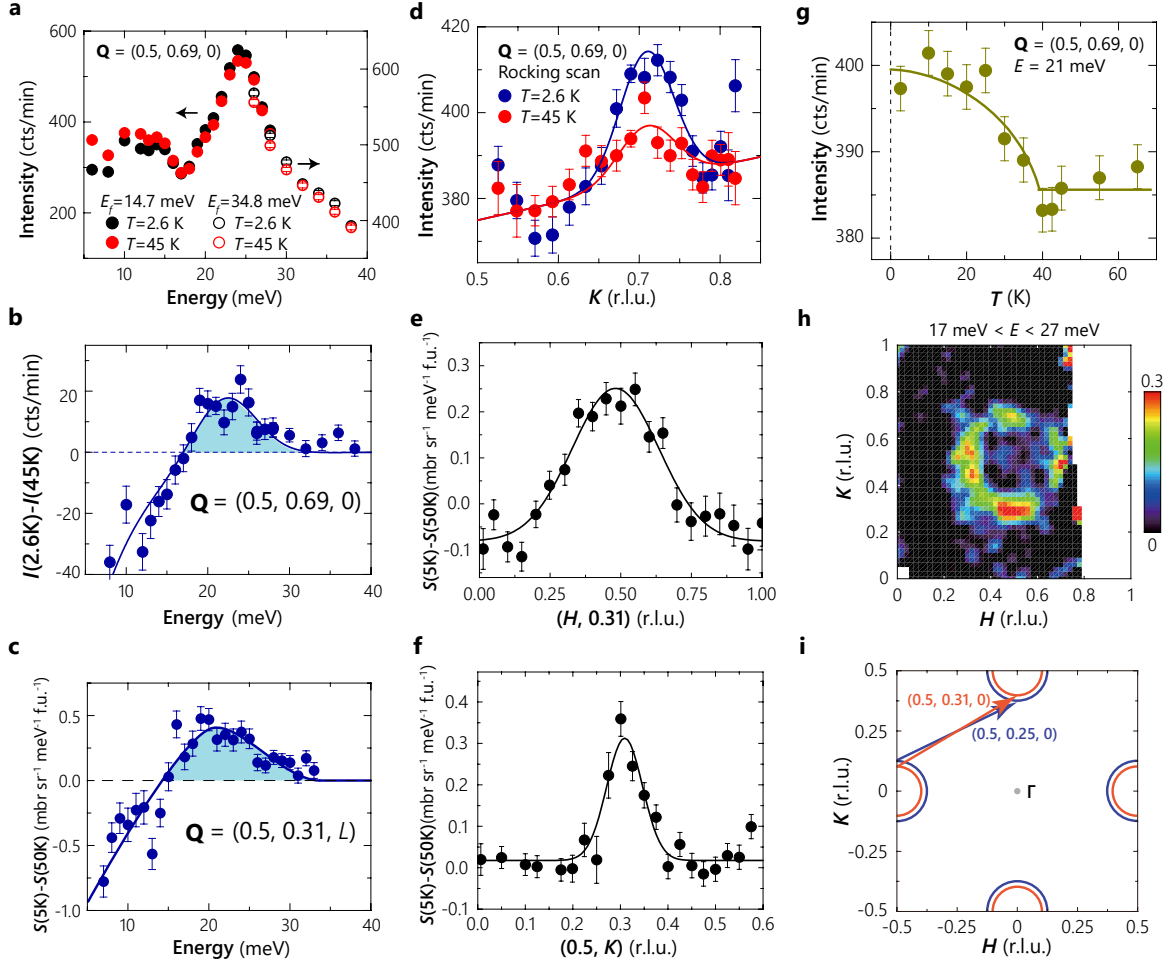 a
600
500
400
300
200
Intensity (cts/min)
Q = (0.5, 0.69, 0)
600
500
400
Ef=14.7 meV
Ef=34.8 meV
T=2.6 K
T=2.6 K
T=45 K
T=45 K
10
20
30
40
Energy (meV)
b
20
0
-20
-40
I(2.6K)-I(45K) (cts/min)
Q = (0.5, 0.69, 0)
10
20
30
40
Energy (meV)
c
0.5
0.0
-0.5
-1.0
S(5K)-S(50K) (mbr sr⁻¹ meV⁻¹ f.u.⁻¹)
Q = (0.5, 0.31, L)
10
20
30
40
Energy (meV)
d
420
400
380
Intensity (cts/min)
Q = (0.5, 0.69, 0)
Rocking scan
T=2.6 K
T=45 K
0.5
0.6
0.7
0.8
K (r.l.u.)
e
0.3
0.2
0.1
0.0
-0.1
S(5K)-S(50K)(mbr sr⁻¹ meV⁻¹ f.u.⁻¹)
0.00
0.25
0.50
0.75
1.00
(H, 0.31) (r.l.u.)
f
0.4
0.3
0.2
0.1
0.0
-0.1
S(5K)-S(50K)(mbr sr⁻¹ meV⁻¹ f.u.⁻¹)
0.0
0.1
0.2
0.3
0.4
0.5
0.6
(0.5, K) (r.l.u.)
g
400
390
380
Intensity (cts/min)
Q = (0.5, 0.69, 0)
E = 21 meV
0
20
40
60
T (K)
h
17 meV < E < 27 meV
1
0.8
0.6
0.4
0.2
0
K (r.l.u.)
0.3
0
0
0.2
0.4
0.6
0.8
1
H (r.l.u.)
i
0.5
0.25
0
-0.25
-0.5
K (r.l.u.)
(0.5, 0.31, 0)
(0.5, 0.25, 0)
Γ
-0.5
-0.25
0
0.25
0.5
H (r.l.u.)